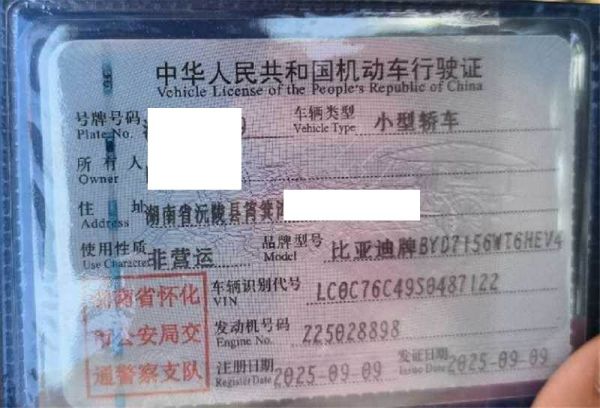 中华人民共和国机动车行驶证
Vehicle License of the People's Republic of China
号牌号码 车辆类型 小型轿车
Plate No. 9 Vehicle Type
所有人
Owner
住址 湖南省沅陵县筲箕
Address
使用性质 非营运 品牌型号 比亚迪牌BYD7156WT6HEV4
Use Character Model
湖南省怀化 车辆识别代号 LC0C76C49S0487122
VIN
市公安局交 发动机号码 225028898
Engine No.
通警察支队 注册日期 2025-09-09 发证日期 2025-09-09
Register Date Issue Date